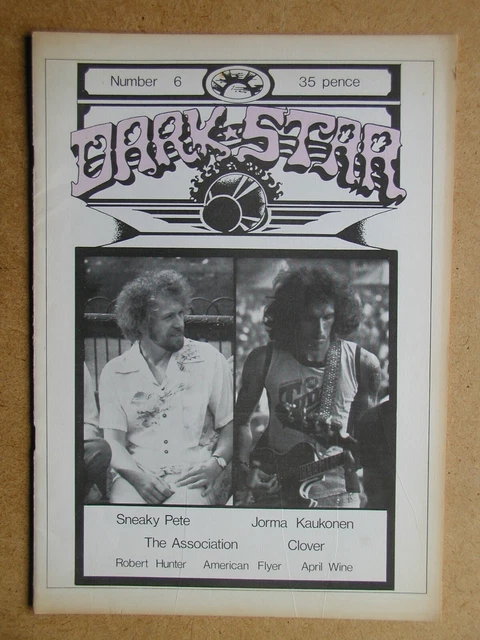 Number 6 35 pence
DARK STAR
Sneaky Pete Jorma Kaukonen
The Association Clover
Robert Hunter American Flyer April Wine